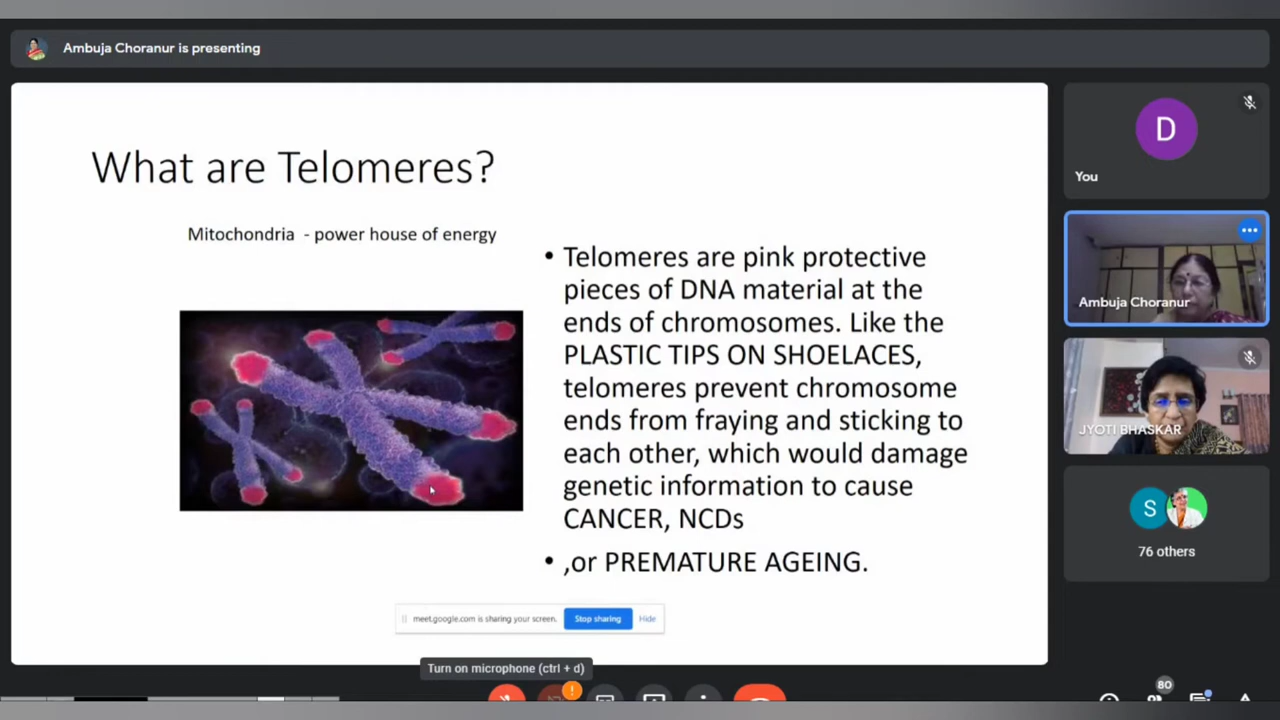 Ambuja Choranur is presenting
What are Telomeres?
Mitochondria - power house of energy
• Telomeres are pink protective
pieces of DNA material at the
ends of chromosomes. Like the
PLASTIC TIPS ON SHOELACES,
telomeres prevent chromosome
ends from fraying and sticking to
each other, which would damage
genetic information to cause
CANCER, NCDs
• ,or PREMATURE AGEING.
meet.google.com is sharing your screen. Stop sharing Hide
Turn on microphone (ctrl + d)
D
You
Ambuja Choranur
JYOTI BHASKAR
S
76 others
80